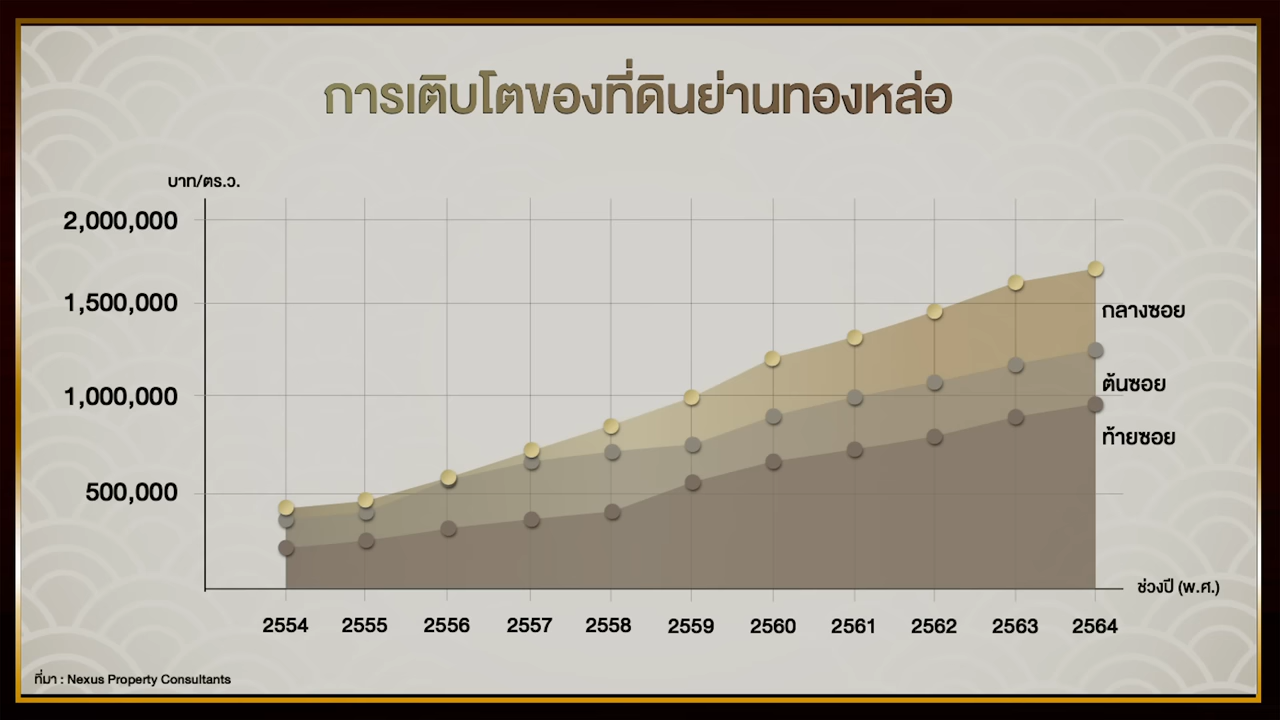 การเติบโตของที่ดินย่านทองหล่อ
บาท/ตร.ว.
2,000,000
1,500,000
1,000,000
500,000
กลางซอย
ต้นซอย
ท้ายซอย
ช่วงปี (พ.ศ.)
2554 2555 2556 2557 2558 2559 2560 2561 2562 2563 2564
ที่มา : Nexus Property Consultants